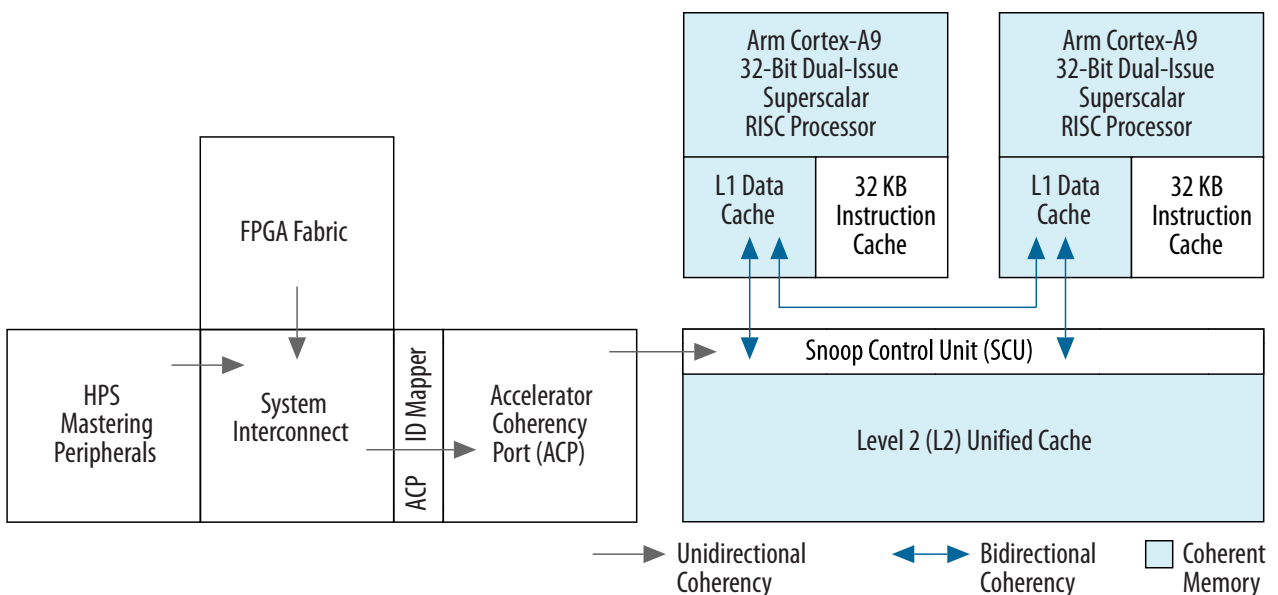 Arm Cortex-A9
32-Bit Dual-Issue
Superscalar
RISC Processor
L1 Data
Cache
32 KB
Instruction
Cache
Arm Cortex-A9
32-Bit Dual-Issue
Superscalar
RISC Processor
L1 Data
Cache
32 KB
Instruction
Cache
FPGA Fabric
HPS
Mastering
Peripherals
System
Interconnect
ACP ID Mapper
Accelerator
Coherency
Port (ACP)
Snoop Control Unit (SCU)
Level 2 (L2) Unified Cache
Unidirectional
Coherency
Bidirectional
Coherency
Coherent
Memory